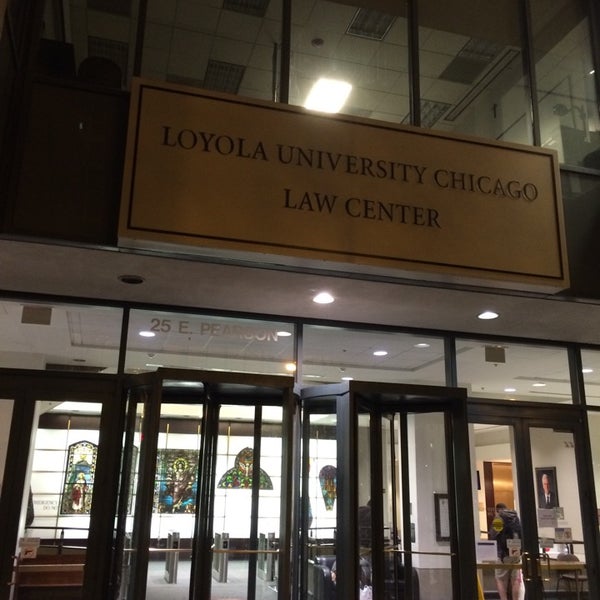 LOYOLA UNIVERSITY CHICAGO
LAW CENTER
25 E. PEARSON